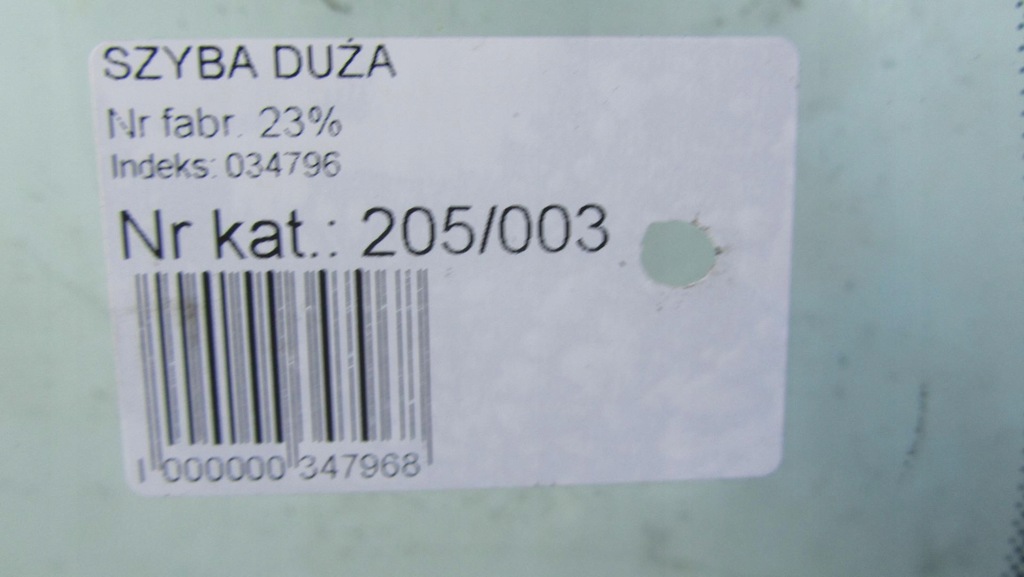 SZYBA DUŻA
Nr fabr. 23%
Indeks: 034796
Nr kat.: 205/003
1 000000 347968